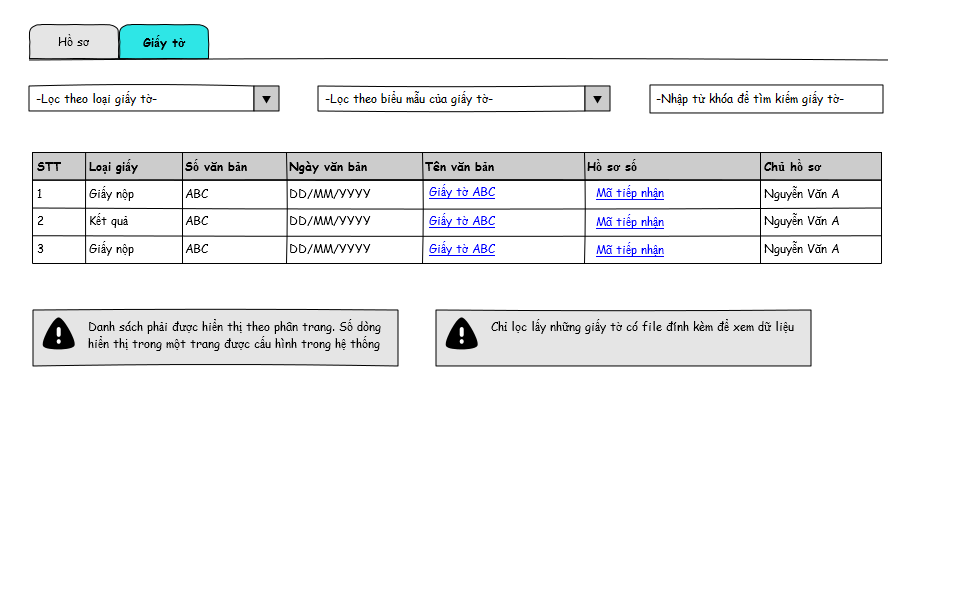 Hồ sơ
Giấy tờ
-Lọc theo loại giấy tờ-
-Lọc theo biểu mẫu của giấy tờ-
-Nhập từ khóa để tìm kiếm giấy tờ-
STT Loại giấy Số văn bản Ngày văn bản Tên văn bản Hồ sơ số Chủ hồ sơ
1 Giấy nộp ABC DD/MM/YYYY Giấy tờ ABC Mã tiếp nhận Nguyễn Văn A
2 Kết quả ABC DD/MM/YYYY Giấy tờ ABC Mã tiếp nhận Nguyễn Văn A
3 Giấy nộp ABC DD/MM/YYYY Giấy tờ ABC Mã tiếp nhận Nguyễn Văn A
Danh sách phải được hiển thị theo phân trang. Số dòng
hiển thị trong một trang được cấu hình trong hệ thống
Chỉ lọc lấy những giấy tờ có file đính kèm để xem dữ liệu